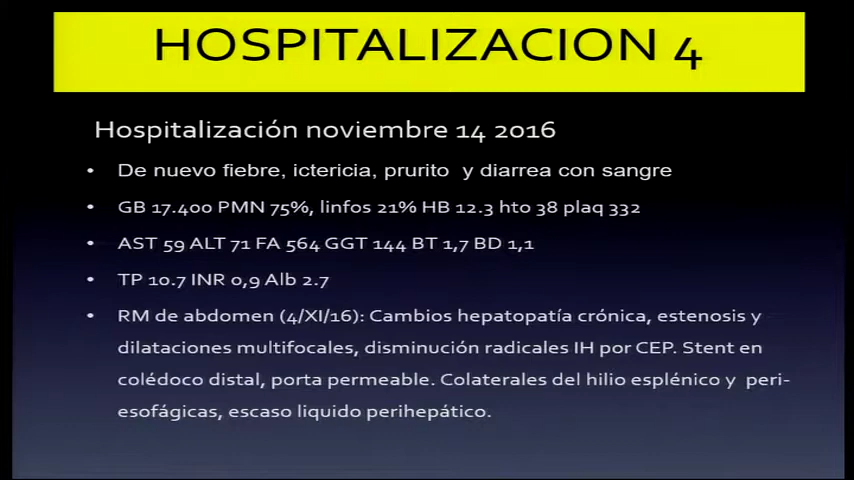 HOSPITALIZACION 4
Hospitalización noviembre 14 2016
• De nuevo fiebre, ictericia, prurito y diarrea con sangre
• GB 17.400 PMN 75%, linfos 21% HB 12.3 hto 38 plaq 332
• AST 59 ALT 71 FA 564 GGT 144 BT 1,7 BD 1,1
• TP 10.7 INR 0,9 Alb 2.7
• RM de abdomen (4/XI/16): Cambios hepatopatía crónica, estenosis y
dilataciones multifocales, disminución radicales IH por CEP. Stent en
colédoco distal, porta permeable. Colaterales del hilio esplénico y peri-
esofágicas, escaso liquido perihepático.